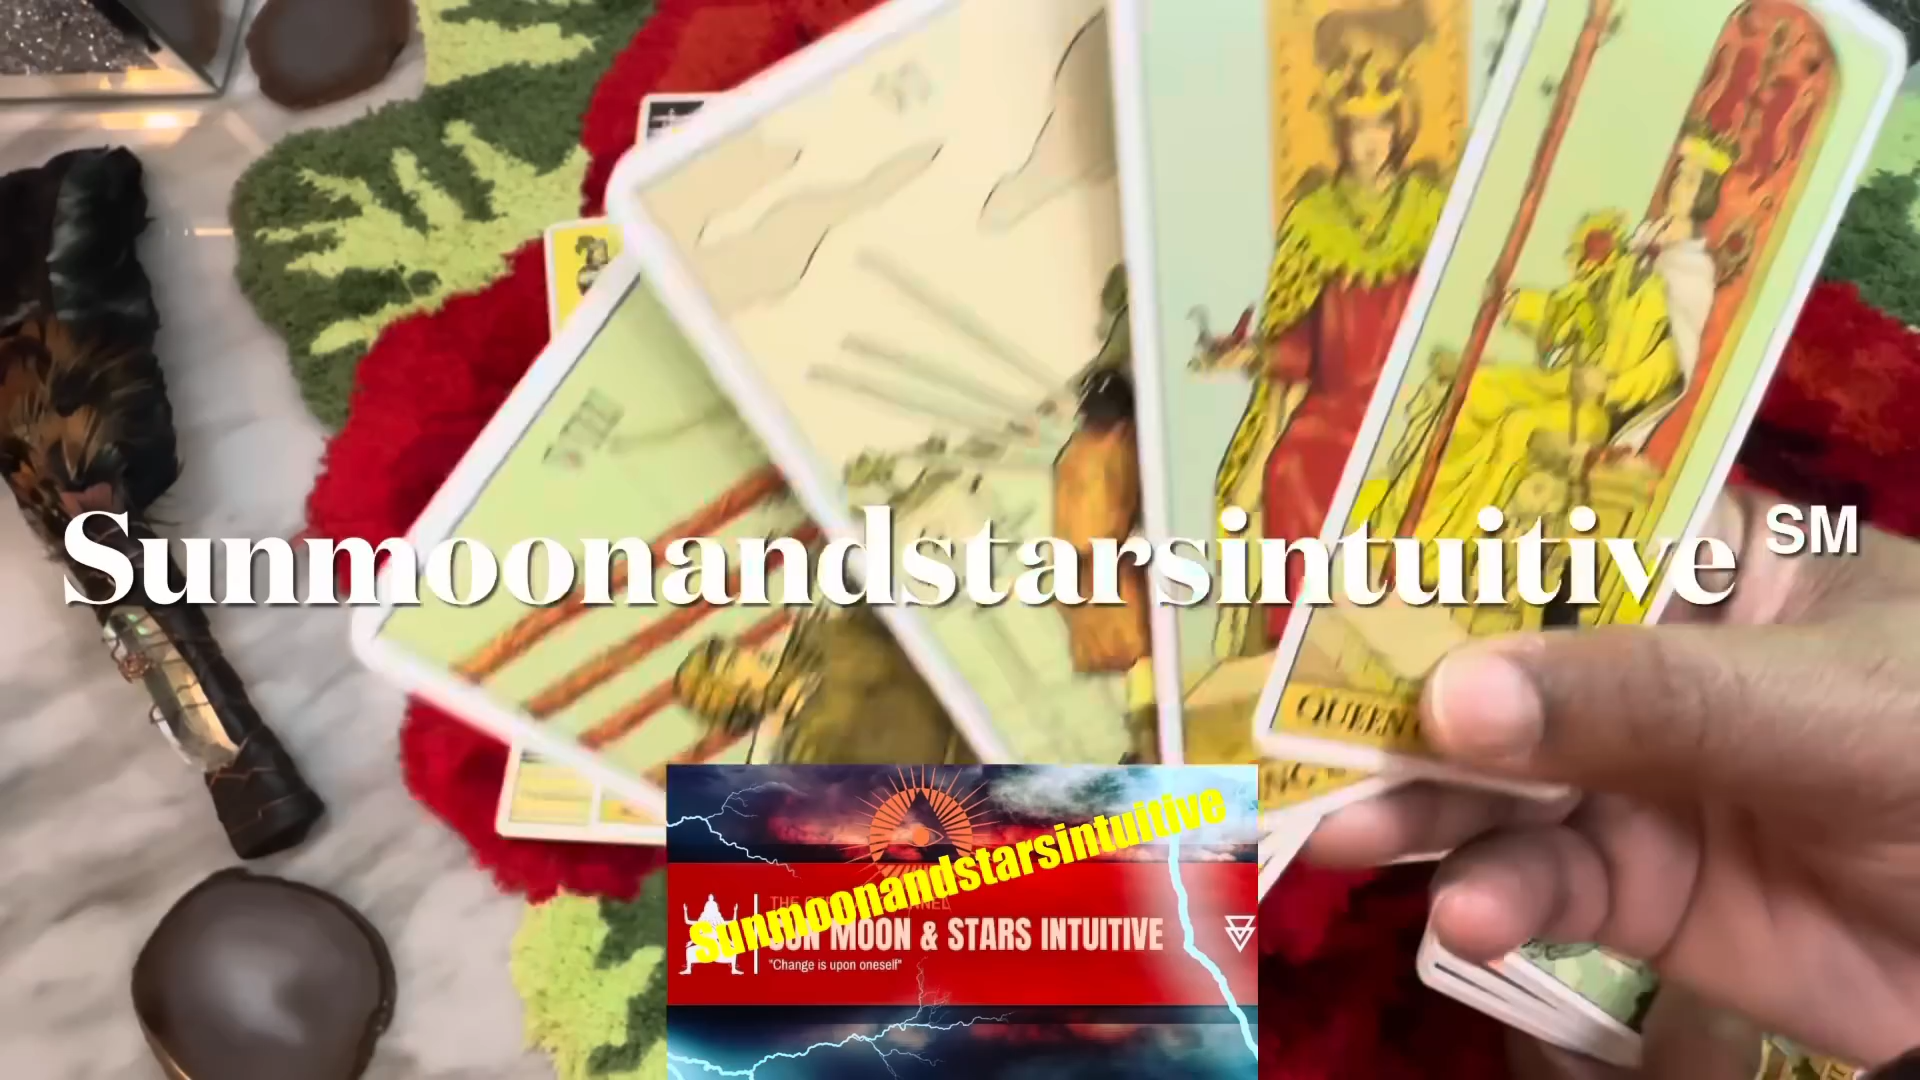 Sunmoonandstarsintuitive SM
QUEEN
Sunmoonandstarsintuitive
SUN MOON & STARS INTUITIVE
"Change is upon oneself"